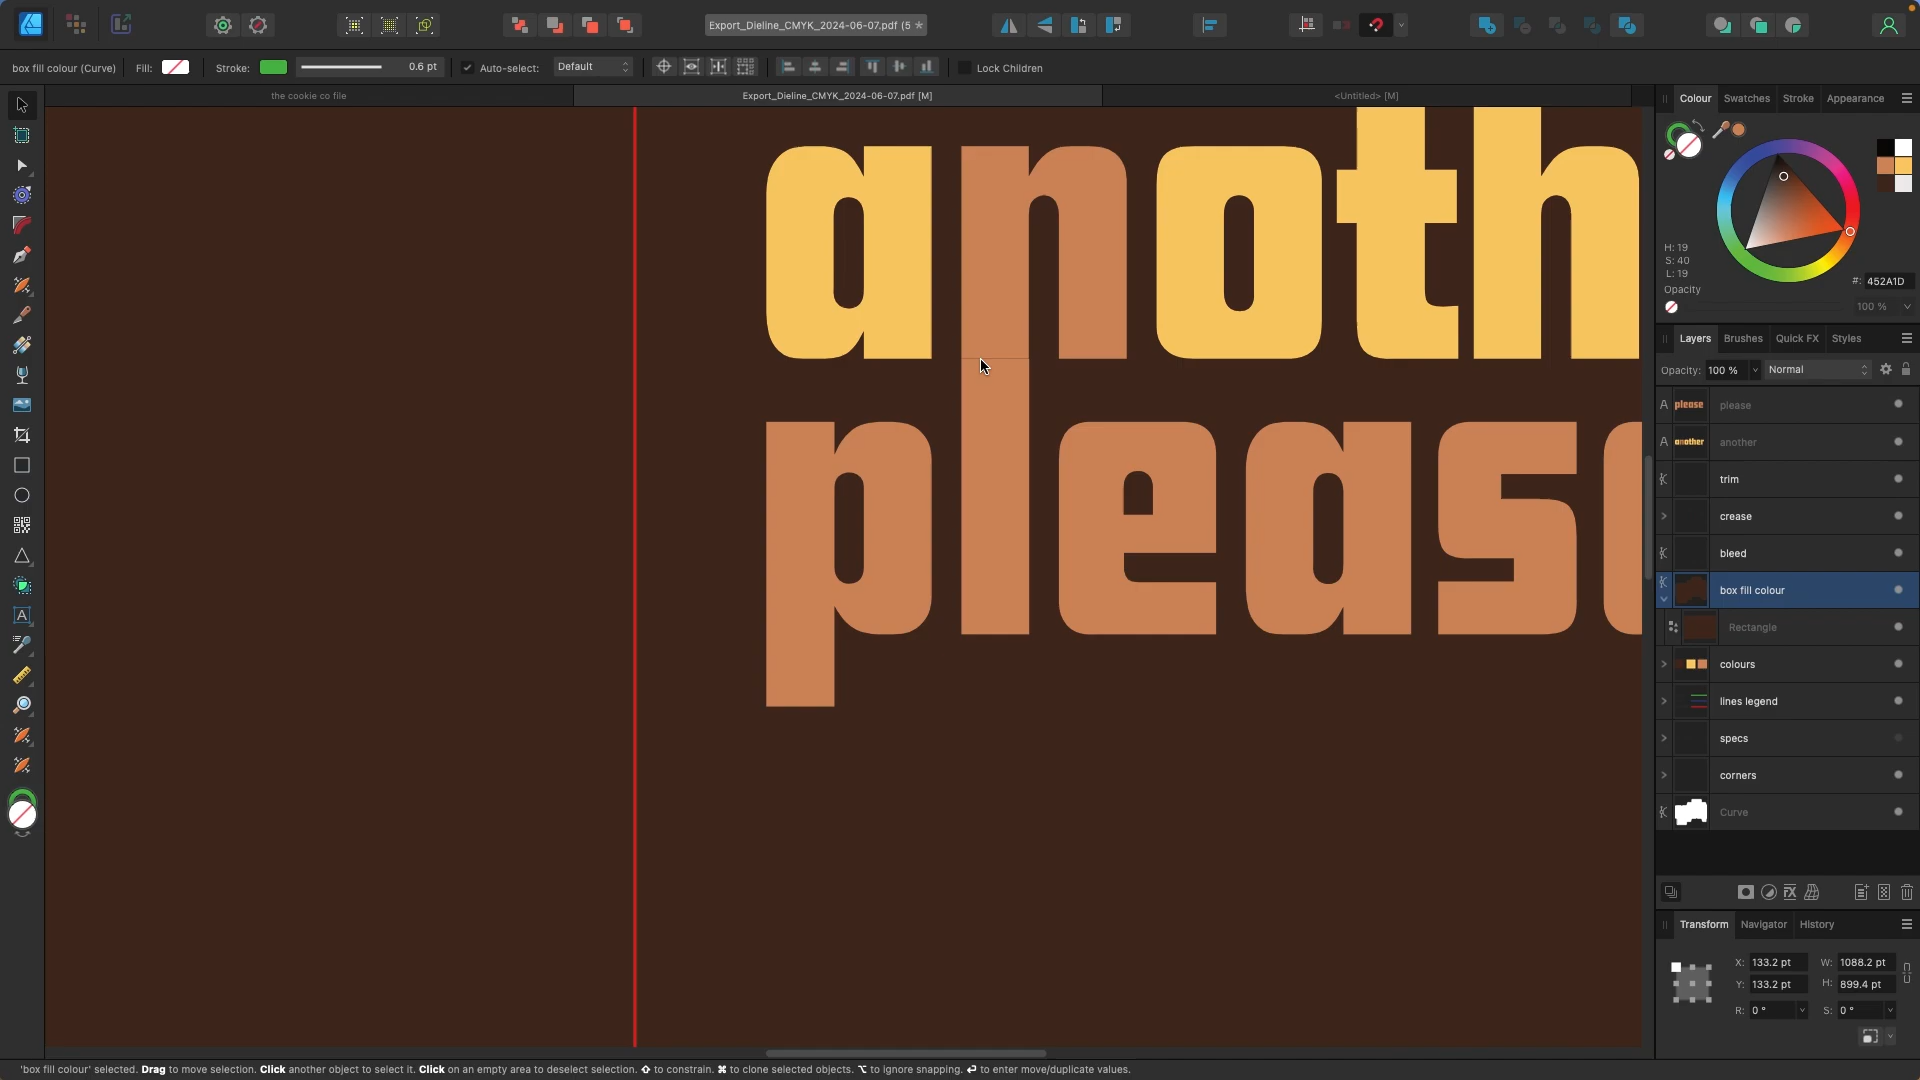 Export_Dieline_CMYK_2024-06-07.pdf (5 *
box fill colour (Curve)
Fill:
Stroke:
0.6 pt
Auto-select:
Default
Lock Children
the cookie co file
Export_Dieline_CMYK_2024-06-07.pdf [M]
<Untitled> [M]
anoth
please
Colour
Swatches
Stroke
Appearance
H: 19
S: 40
L: 19
#: 452A1D
Opacity
100 %
Layers
Brushes
Quick FX
Styles
Opacity: 100 %
Normal
A please please
A another another
trim
crease
bleed
box fill colour
Rectangle
colours
lines legend
specs
corners
Curve
Transform
Navigator
History
X: 133.2 pt
W: 1088.2 pt
Y: 133.2 pt
H: 899.4 pt
R: 0 °
S: 0 °
'box fill colour' selected. Drag to move selection. Click another object to select it. Click on an empty area to deselect selection. ⇧ to constrain. ⌘ to clone selected objects. ⌥ to ignore snapping. ↵ to enter move/duplicate values.